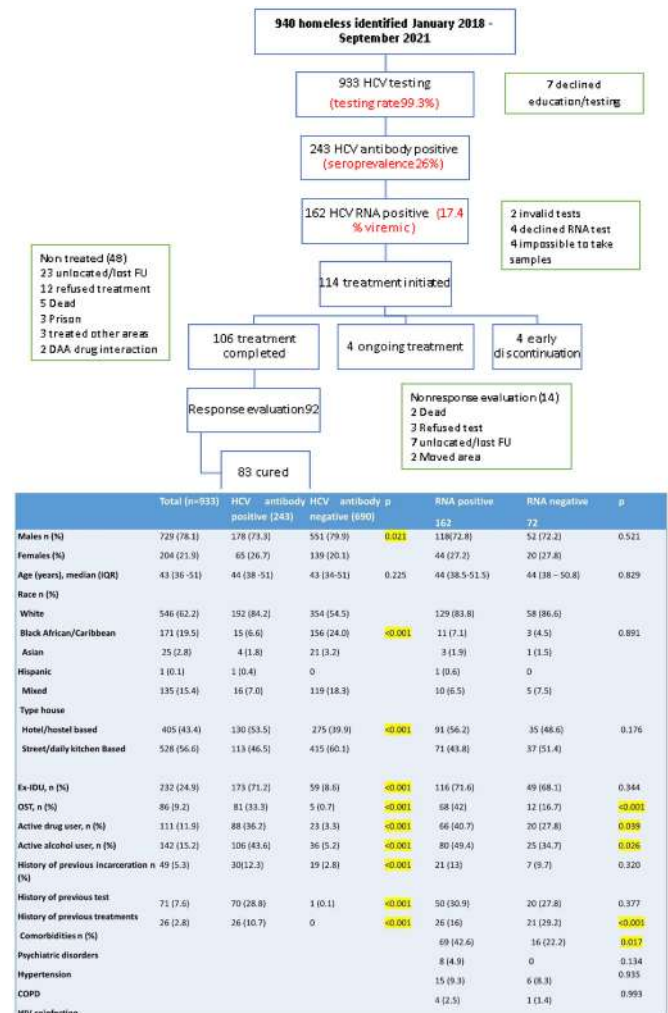 940 homeless identified January 2018 -
September 2021
933 HCV testing
(testing rate99.3%)
7 declined
education/testing
243 HCV antibody positive
(seroprevalence26%)
162 HCV RNA positive (17.4
% viremic)
2 invalid tests
4 declined RNA test
4 impossible to take
samples
Non treated (48)
23 unlocated/lost FU
12 refused treatment
5 Dead
3 Prison
3 treated other areas
2 DAA drug interaction
114 treatment initiated
106 treatment
completed
4 ongoing treatment
4 early
discontinuation
Response evaluation92
Nonresponse evaluation (14)
2 Dead
3 Refused test
7 unlocated/lost FU
2 Moved area
83 cured
Total (n=933) HCV antibody HCV antibody p RNA positive RNA negative p
positive (243) negative (690) 162 72
Males n (%) 729 (78.1) 178 (73.3) 551 (79.9) 0.021 118(72.8) 52 (72.2) 0.521
Females (%) 204 (21.9) 65 (26.7) 139 (20.1) 44 (27.2) 20 (27.8)
Age (years), median (IQR) 43 (36 -51) 44 (38 -51) 43 (34-51) 0.225 44 (38.5-51.5) 44 (38 – 50.8) 0.829
Race n (%)
White 546 (62.2) 192 (84.2) 354 (54.5) 129 (83.8) 58 (86.6)
Black African/Caribbean 171 (19.5) 15 (6.6) 156 (24.0) <0.001 11 (7.1) 3 (4.5) 0.891
Asian 25 (2.8) 4 (1.8) 21 (3.2) 3 (1.9) 1 (1.5)
Hispanic 1 (0.1) 1 (0.4) 0 1 (0.6) 0
Mixed 135 (15.4) 16 (7.0) 119 (18.3) 10 (6.5) 5 (7.5)
Type house
Hotel/hostel based 405 (43.4) 130 (53.5) 275 (39.9) <0.001 91 (56.2) 35 (48.6) 0.176
Street/daily kitchen Based 528 (56.6) 113 (46.5) 415 (60.1) 71 (43.8) 37 (51.4)
Ex-IDU, n (%) 232 (24.9) 173 (71.2) 59 (8.6) <0.001 116 (71.6) 49 (68.1) 0.344
OST, n (%) 86 (9.2) 81 (33.3) 5 (0.7) <0.001 68 (42) 12 (16.7) <0.001
Active drug user, n (%) 111 (11.9) 88 (36.2) 23 (3.3) <0.001 66 (40.7) 20 (27.8) 0.039
Active alcohol user, n (%) 142 (15.2) 106 (43.6) 36 (5.2) <0.001 80 (49.4) 25 (34.7) 0.026
History of previous incarceration n 49 (5.3) 30(12.3) 19 (2.8) <0.001 21 (13) 7 (9.7) 0.320
(%)
History of previous test 71 (7.6) 70 (28.8) 1 (0.1) <0.001 50 (30.9) 20 (27.8) 0.377
History of previous treatments 26 (2.8) 26 (10.7) 0 <0.001 26 (16) 21 (29.2) <0.001
Comorbidities n (%) 69 (42.6) 16 (22.2) 0.017
Psychiatric disorders 8 (4.9) 0 0.134
Hypertension 15 (9.3) 6 (8.3) 0.935
COPD 4 (2.5) 1 (1.4) 0.993
HIV coinfection